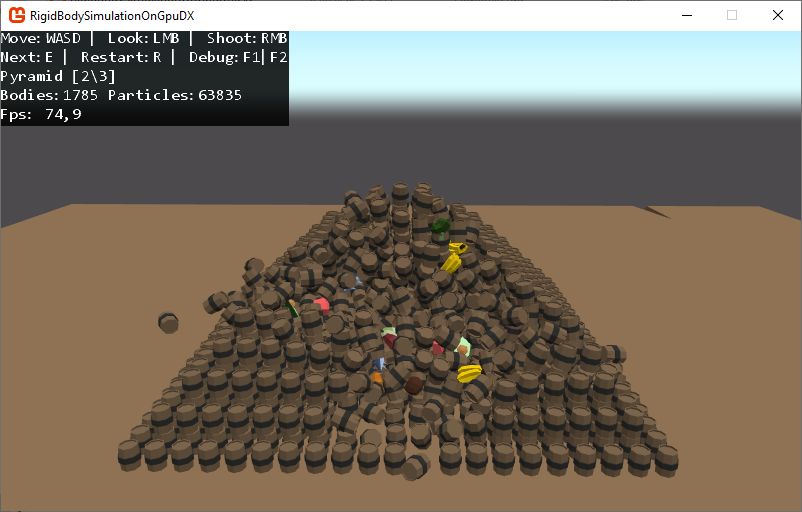 RigidBodySimulationOnGpuDX
Move: WASD | Look: LMB | Shoot: RMB
Next: E | Restart: R | Debug: F1| F2
Pyramid [2\3]
Bodies: 1785 Particles: 63835
Fps: 74,9